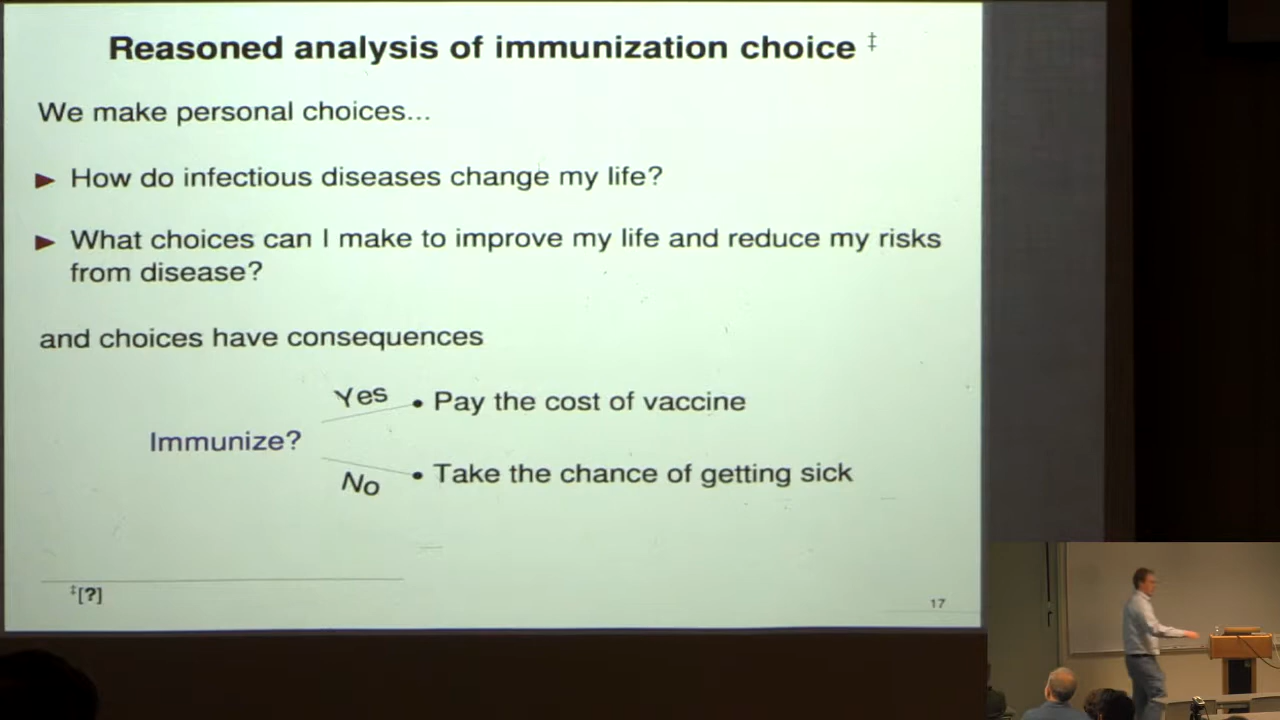 Reasoned analysis of immunization choice ‡
We make personal choices...
► How do infectious diseases change my life?
► What choices can I make to improve my life and reduce my risks
from disease?
and choices have consequences
Yes
• Pay the cost of vaccine
Immunize?
No
• Take the chance of getting sick
‡[?]
17